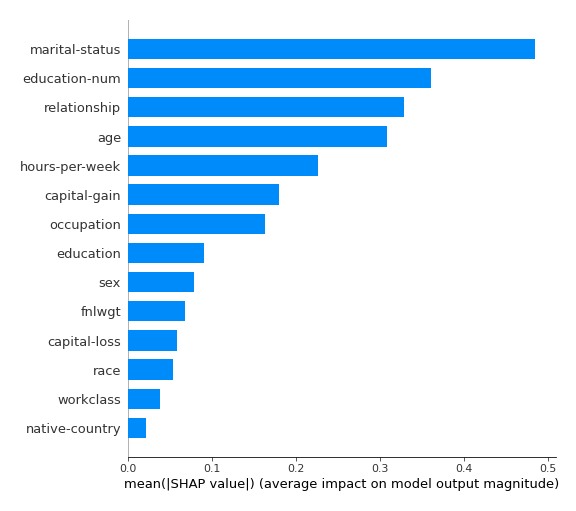 marital-status
education-num
relationship
age
hours-per-week
capital-gain
occupation
education
sex
fnlwgt
capital-loss
race
workclass
native-country
0.0 0.1 0.2 0.3 0.4 0.5
mean(|SHAP value|) (average impact on model output magnitude)